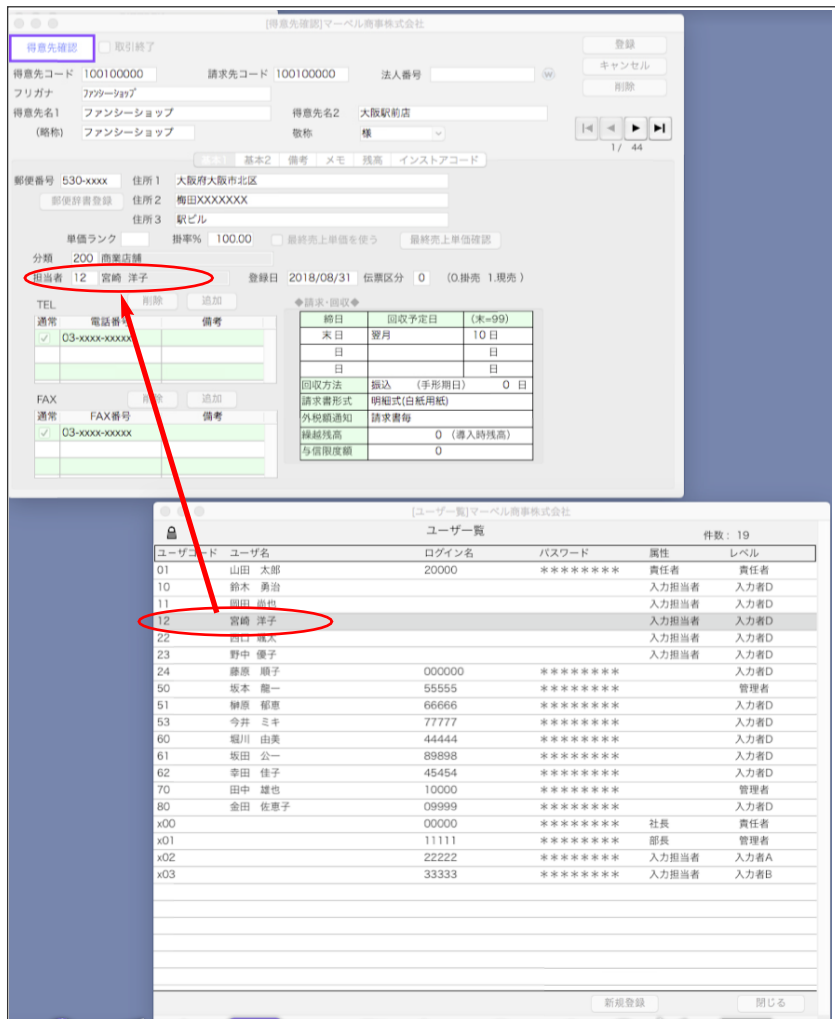 [得意先確認]マーベル商事株式会社
得意先確認 取引終了 登録
キャンセル
得意先コード 100100000 請求先コード 100100000 法人番号 W
削除
フリガナ ﾌｧﾝｼｰｼｮｯﾌﾟ
得意先名1 ファンシーショップ 得意先名2 大阪駅前店
(略称) ファンシーショップ 敬称 様
1/ 44
基本1 基本2 備考 メモ 残高 インストアコード
郵便番号 530-xxxx 住所1 大阪府大阪市北区
郵便辞書登録 住所2 梅田XXXXXXX
住所3 駅ビル
単価ランク 掛率% 100.00 最終売上単価を使う 最終売上単価確認
分類 200 商業店舗
担当者 12 宮崎 洋子 登録日 2018/08/31 伝票区分 0 (0.掛売 1.現売)
TEL 削除 追加 ◆請求・回収◆
通常 電話番号 備考 締日 回収予定日 (末=99)
03-xxxx-xxxxx 末日 翌月 10日
日 日
日 日
回収方法 振込 (手形期日) 0 日
FAX 削除 追加 請求書形式 明細式(白紙用紙)
通常 FAX番号 備考 外税額通知 請求書毎
03-xxxx-xxxxx 繰越残高 0 (導入時残高)
与信限度額 0
[ユーザ一覧]マーベル商事株式会社
ユーザ一覧 件数: 19
ユーザコード ユーザ名 ログイン名 パスワード 属性 レベル
01 山田 太郎 20000 ******** 責任者 責任者
10 鈴木 勇治 入力担当者 入力者D
11 岡田 尚也 入力担当者 入力者D
12 宮崎 洋子 入力担当者 入力者D
22 西口 颯太 入力担当者 入力者D
23 野中 優子 入力担当者 入力者D
24 藤原 順子 000000 ******** 入力者D
50 坂本 龍一 55555 ******** 管理者
51 榊原 郁恵 66666 ******** 入力者D
53 今井 ミキ 77777 ******** 入力者D
60 堀川 由美 44444 ******** 入力者D
61 坂田 公一 89898 ******** 入力者D
62 幸田 佳子 45454 ******** 入力者D
70 田中 雄也 10000 ******** 管理者
80 金田 佐恵子 09999 ******** 入力者D
x00 00000 ******** 社長 責任者
x01 11111 ******** 部長 管理者
x02 22222 ******** 入力担当者 入力者A
x03 33333 ******** 入力担当者 入力者B
新規登録 閉じる